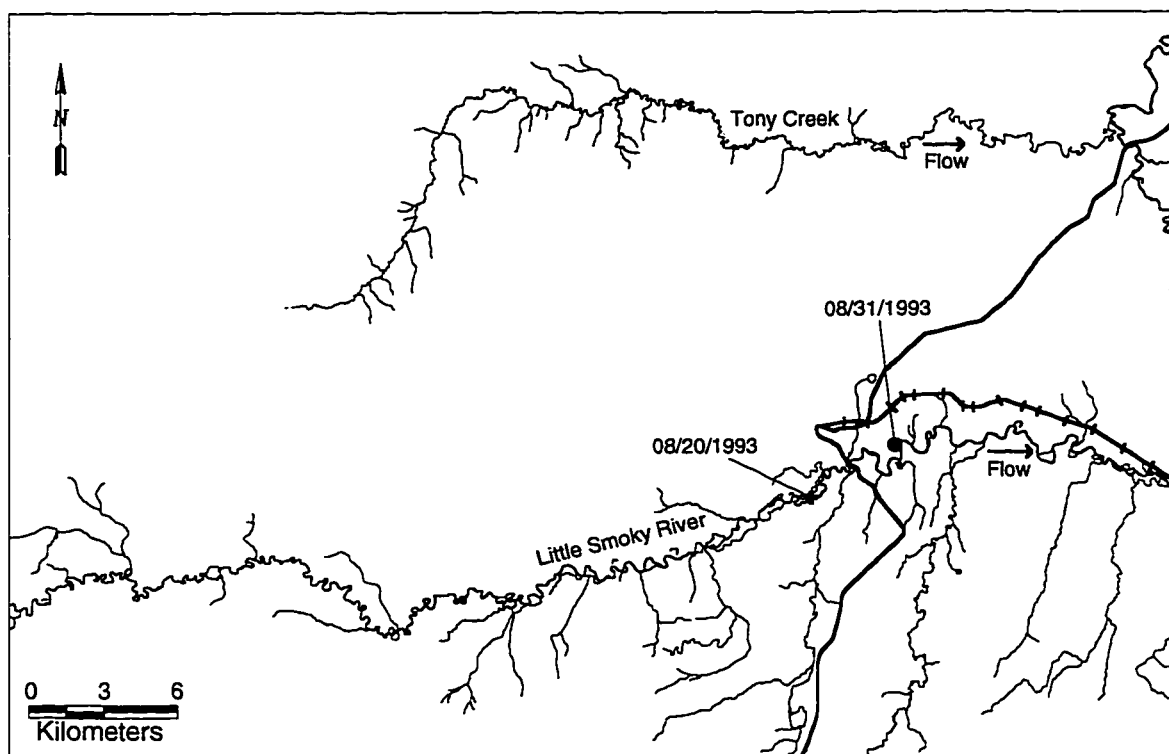 N
Tony Creek
Flow
08/31/1993
08/20/1993
Flow
Little Smoky River
0 3 6
Kilometers